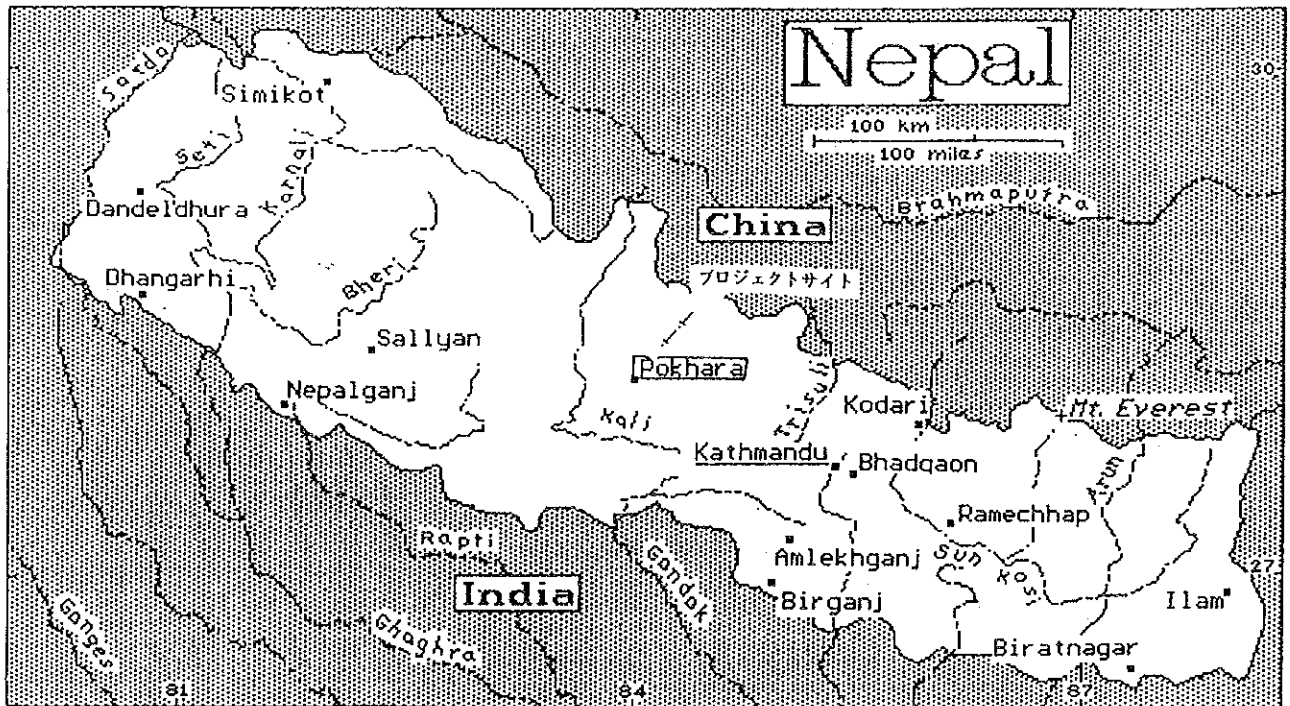 Nepal
30
100 km
100 miles
Sarda
Simikot
Seti
Karnali
Dandeldhura
Brahmaputra
China
Dhangarhi
Bheri
プロジェクトサイト
Sallyan
Pokhara
Trisuli
Nepalganj
Kodari
Mt. Everest
Kali
Kathmandu
Bhadqaon
Arun
Ramechhap
Rapti
Sun Kosi
Amlekhganj
Gandak
27
India
Birganj
Ilam
Ganges
Ghaghra
Biratnagar
81
84
87